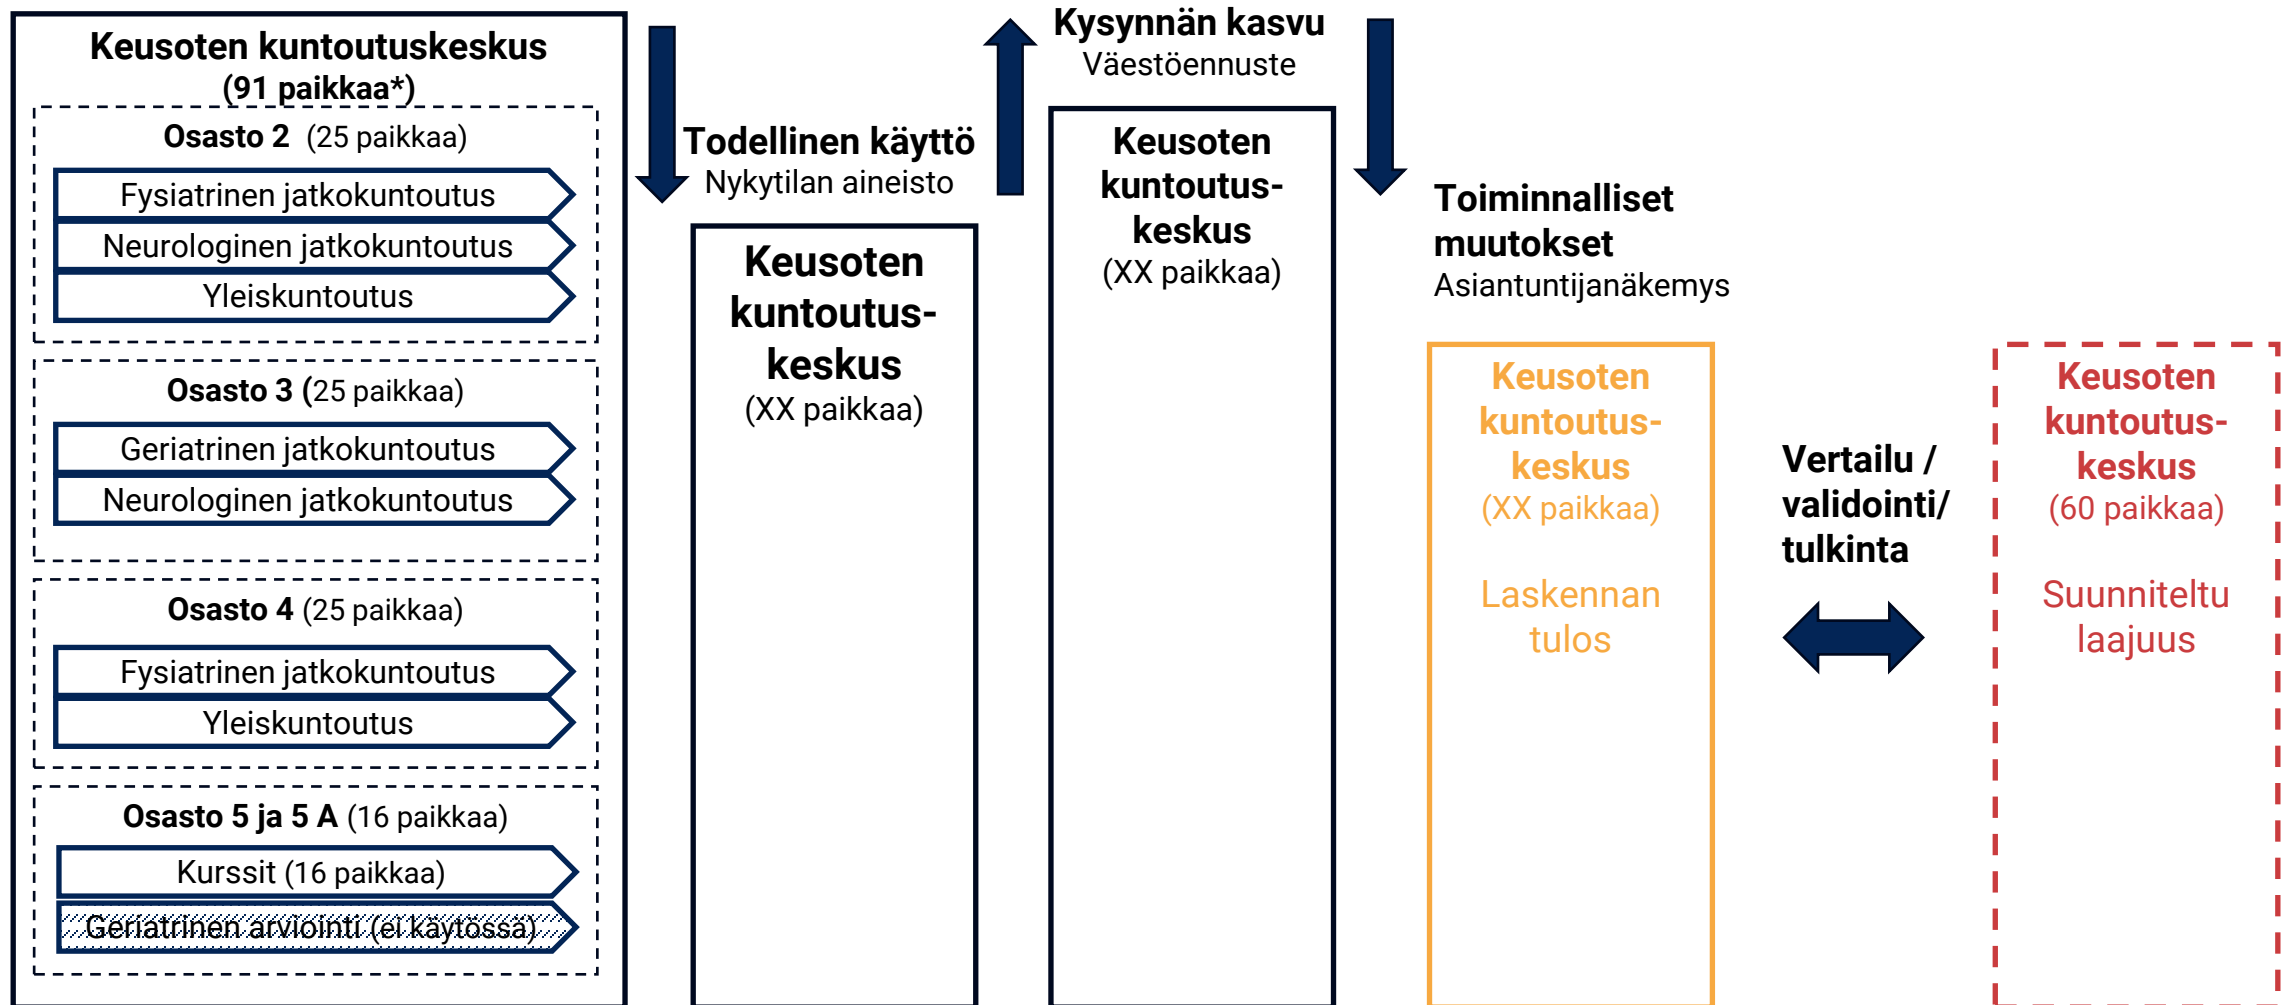 Keusoten kuntoutuskeskus
(91 paikkaa*)
Osasto 2 (25 paikkaa)
Fysiatrinen jatkokuntoutus
Neurologinen jatkokuntoutus
Yleiskuntoutus
Osasto 3 (25 paikkaa)
Geriatrinen jatkokuntoutus
Neurologinen jatkokuntoutus
Osasto 4 (25 paikkaa)
Fysiatrinen jatkokuntoutus
Yleiskuntoutus
Osasto 5 ja 5 A (16 paikkaa)
Kurssit (16 paikkaa)
Geriatrinen arviointi (ei käytössä)
Todellinen käyttö
Nykytilan aineisto
Keusoten
kuntoutus-
keskus
(XX paikkaa)
Kysynnän kasvu
Väestöennuste
Keusoten
kuntoutus-
keskus
(XX paikkaa)
Toiminnalliset
muutokset
Asiantuntijanäkemys
Keusoten
kuntoutus-
keskus
(XX paikkaa)
Laskennan
tulos
Vertailu /
validointi/
tulkinta
Keusoten
kuntoutus-
keskus
(60 paikkaa)
Suunniteltu
laajuus